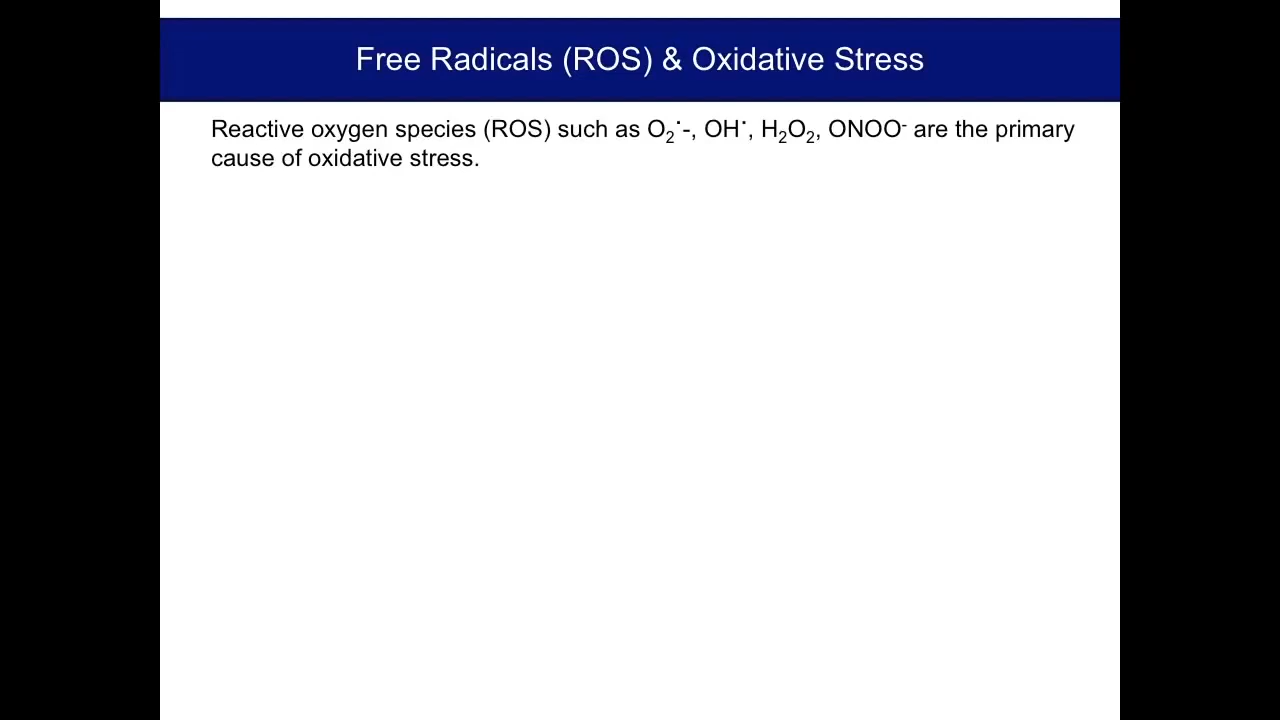 Free Radicals (ROS) & Oxidative Stress
Reactive oxygen species (ROS) such as O₂˙-, OH˙, H₂O₂, ONOO⁻ are the primary
cause of oxidative stress.